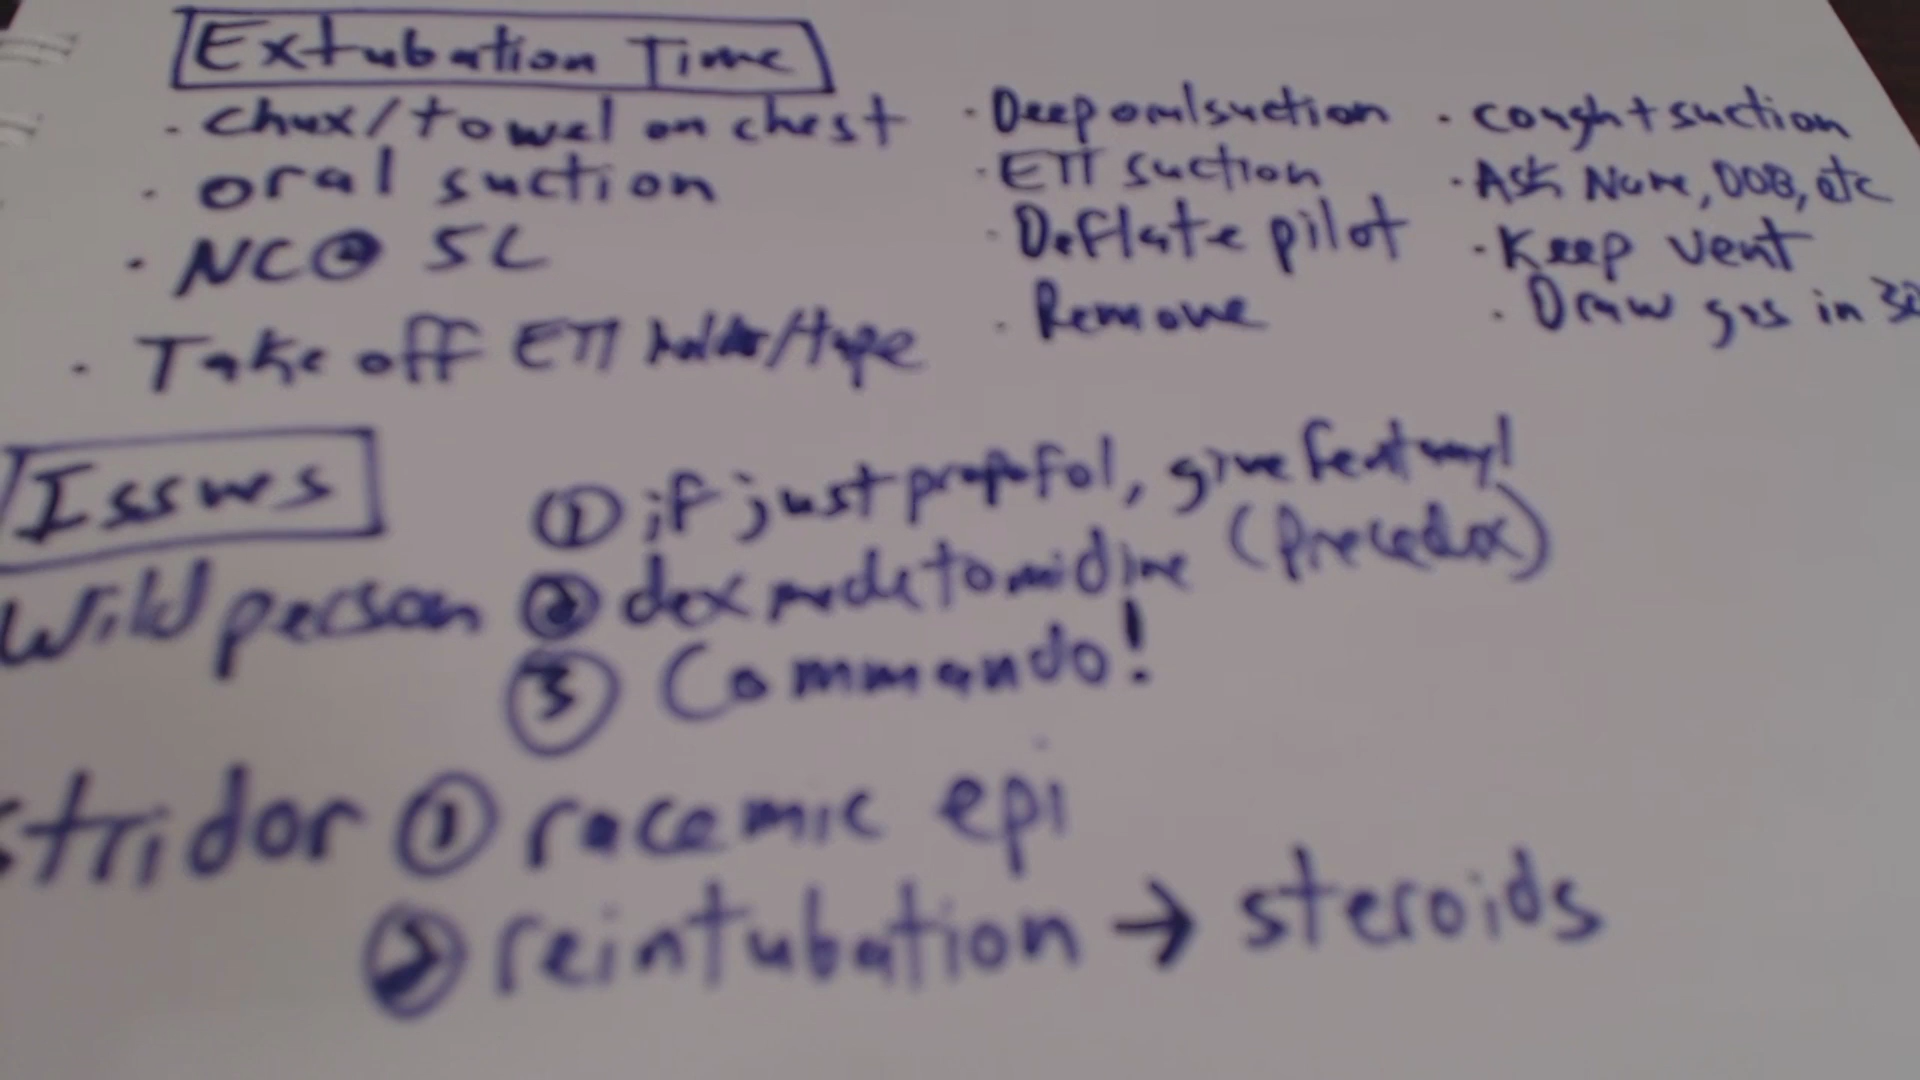 Extubation Time
· Chux/towel on chest
· oral suction
· NC@ 5L
· Take off ETT holder/tape
· Deep oral suction
· ETT suction
· Deflate pilot
· Remove
· cought suction
· Ask Name, DOB, etc
· Keep vent
· Draw gas in 30
Issues
Wild person ① if just propofol, give fentanyl
② dexmedetomidine (Precedex)
③ Commando!
stridor ① racemic epi
② reintubation → steroids